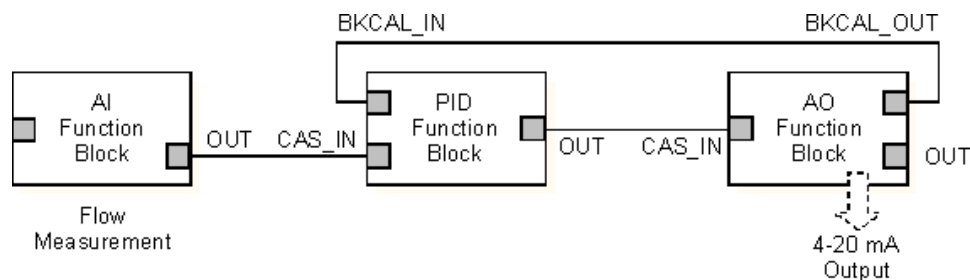 BKCAL_IN
BKCAL_OUT
AI
Function
Block
OUT
CAS_IN
PID
Function
Block
OUT
CAS_IN
AO
Function
Block
OUT
Flow
Measurement
4-20 mA
Output